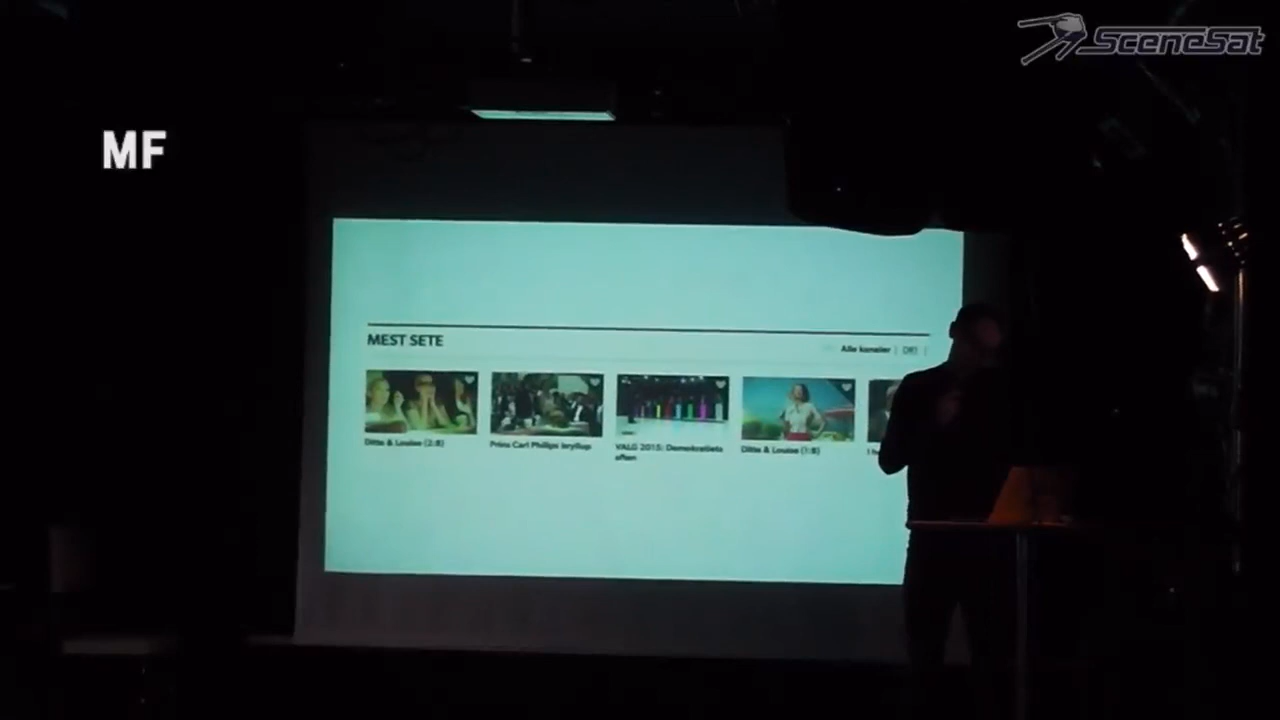 SceneSat
MF
MEST SETE
Alle kanaler | DR1 |
Ditte & Louise (2:8)
Prins Carl Philips bryllup
VALG 2015: Demokratiets
aften
Ditte & Louise (1:8)